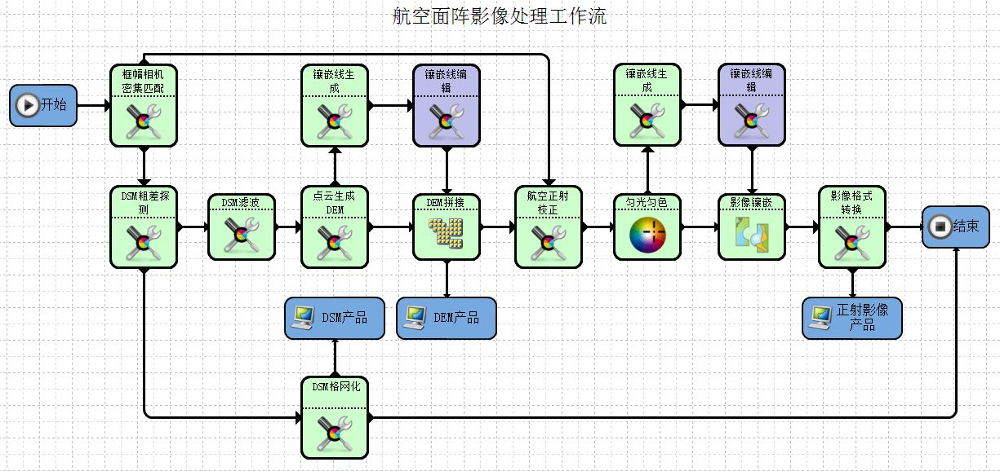 航空面阵影像处理工作流
开始
框幅相机
密集匹配
镶嵌线生
成
镶嵌线编
辑
镶嵌线生
成
镶嵌线编
辑
DSM粗差探
测
DSM滤波
点云生成
DEM
DEM拼接
航空正射
校正
匀光匀色
影像镶嵌
影像格式
转换
结束
DSM产品
DEM产品
正射影像
产品
DSM格网化